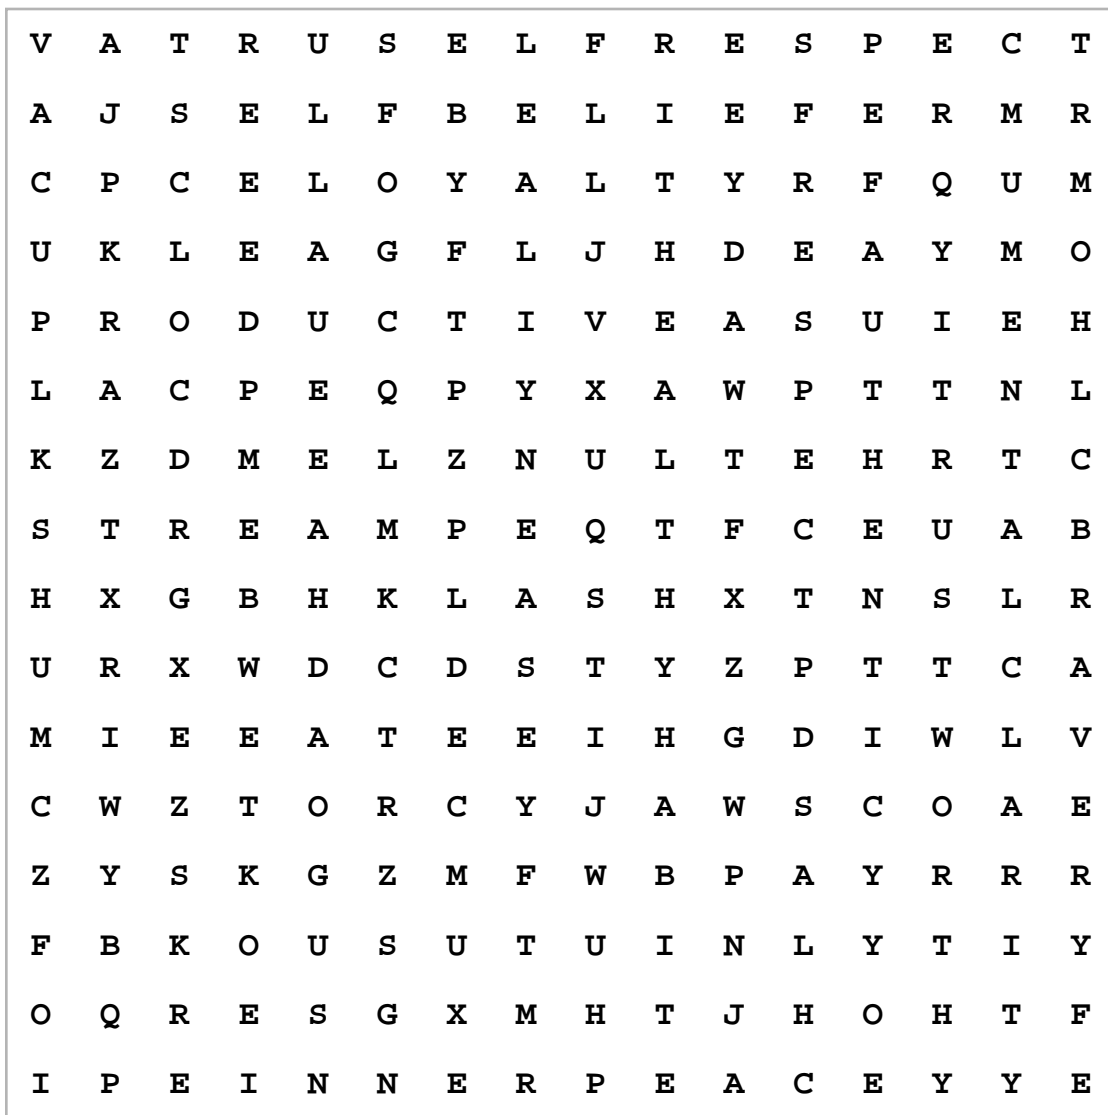 V A T R U S E L F R E S P E C T
A J S E L F B E L I E F E R M R
C P C E L O Y A L T Y R F Q U M
U K L E A G F L J H D E A Y M O
P R O D U C T I V E A S U I E H
L A C P E Q P Y X A W P T T N L
K Z D M E L Z N U L T E H R T C
S T R E A M P E Q T F C E U A B
H X G B H K L A S H X T N S L R
U R X W D C D S T Y Z P T T C A
M I E E A T E E I H G D I W L V
C W Z T O R C Y J A W S C O A E
Z Y S K G Z M F W B P A Y R R R
F B K O U S U T U I N L Y T I Y
O Q R E S G X M H T J H O H T F
I P E I N N E R P E A C E Y Y E